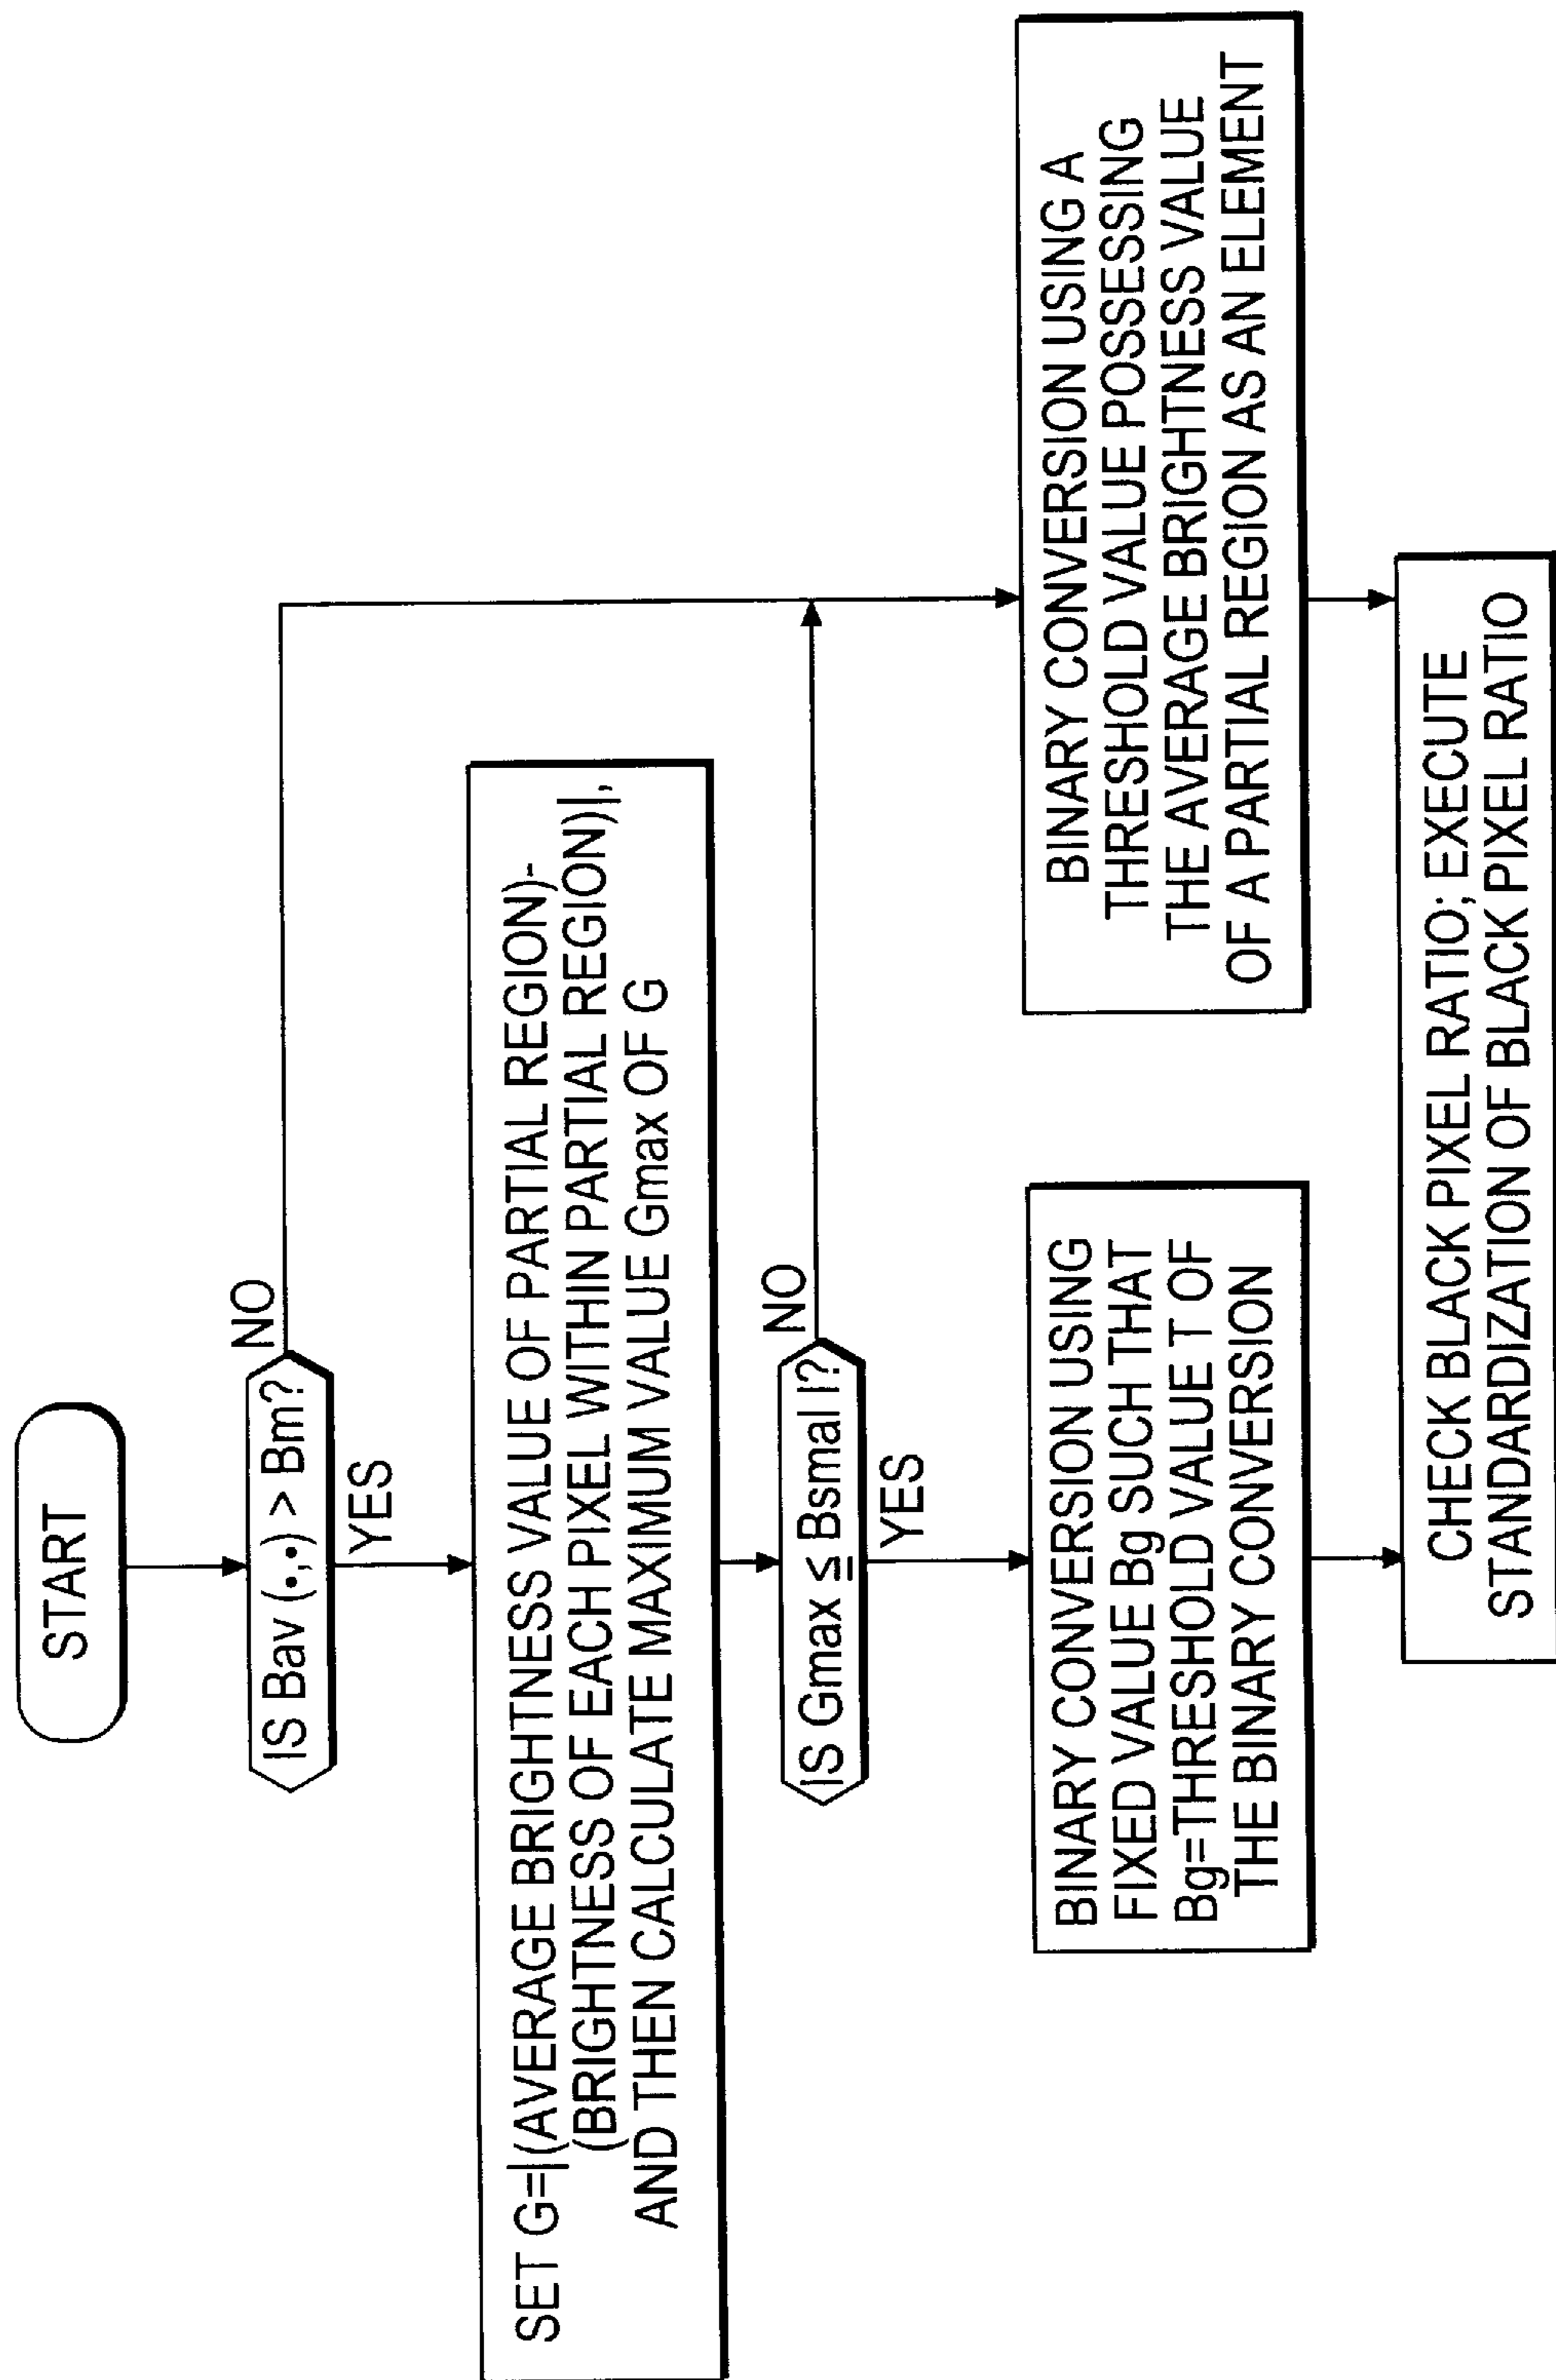 START
IS Bav (•,•) > Bm?
NO
YES
SET G=|(AVERAGE BRIGHTNESS VALUE OF PARTIAL REGION)-
(BRIGHTNESS OF EACH PIXEL WITHIN PARTIAL REGION)|,
AND THEN CALCULATE MAXIMUM VALUE Gmax OF G
IS Gmax ≦ Bsmal l?
NO
YES
BINARY CONVERSION USING
FIXED VALUE Bg SUCH THAT
Bg=THRESHOLD VALUE T OF
THE BINARY CONVERSION
BINARY CONVERSION USING A
THRESHOLD VALUE POSSESSING
THE AVERAGE BRIGHTNESS VALUE
OF A PARTIAL REGION AS AN ELEMENT
CHECK BLACK PIXEL RATIO; EXECUTE
STANDARDIZATION OF BLACK PIXEL RATIO